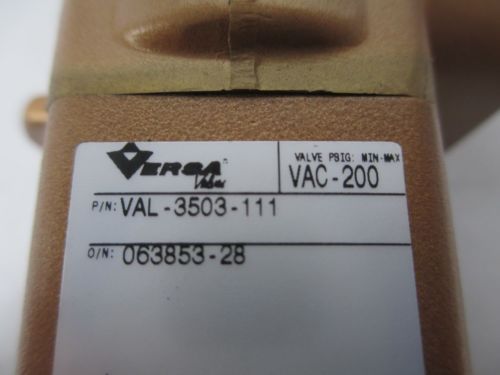 VERSA
Valves
VALVE PSIG: MIN-MAX
VAC-200
P/N: VAL-3503-111
O/N: 063853-28